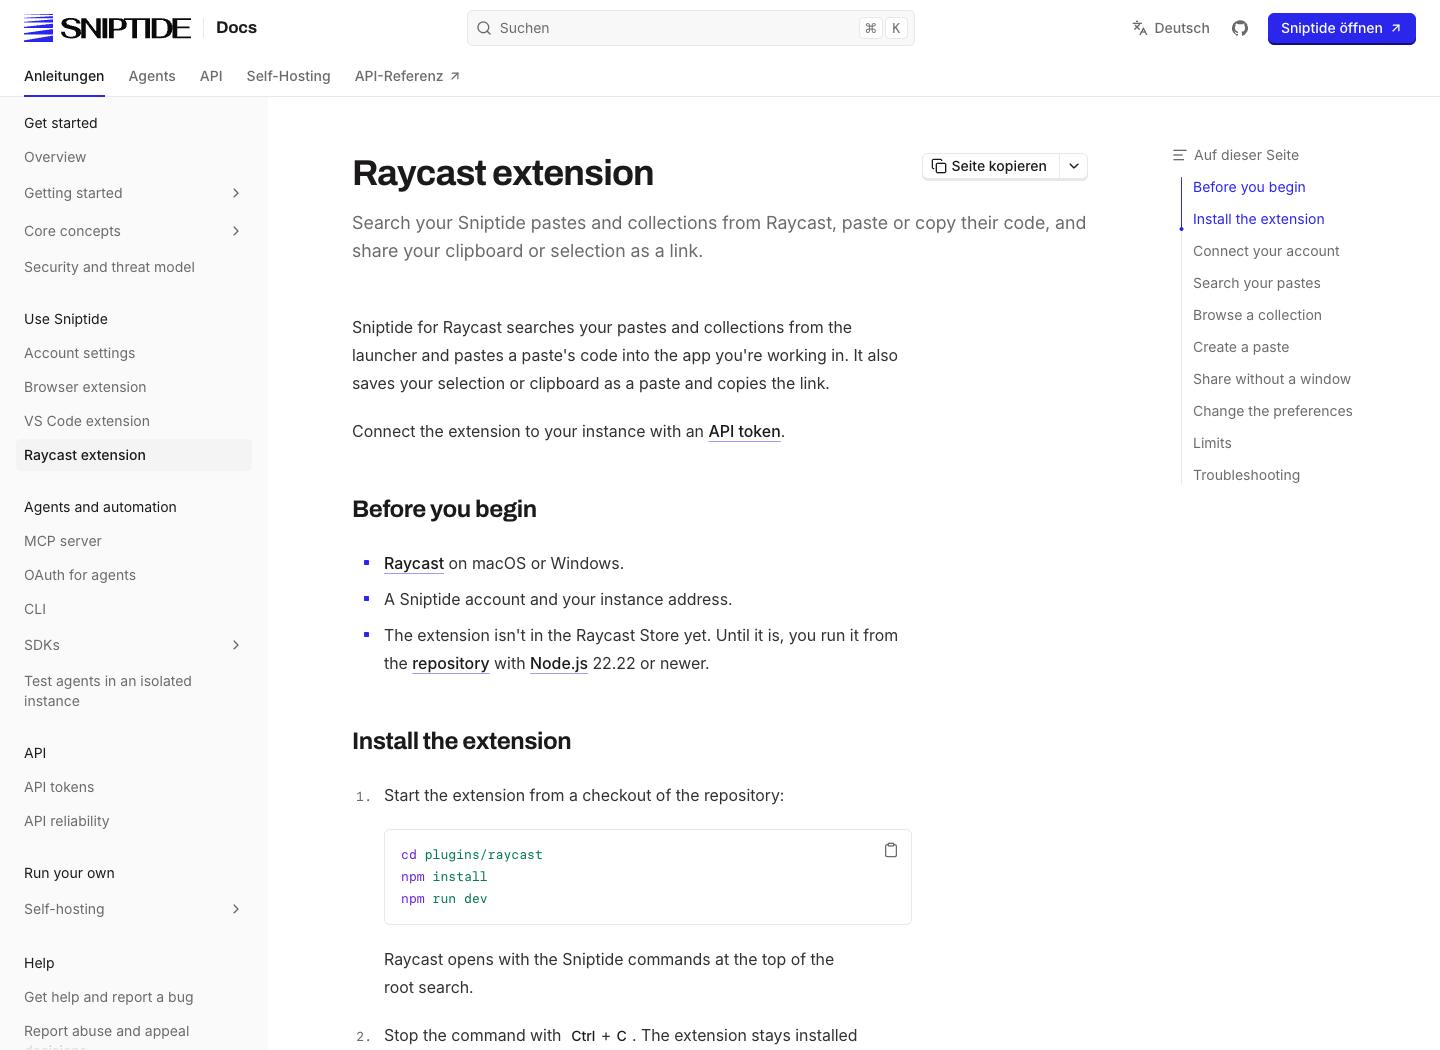 SNIPTIDE Docs
Suchen ⌘ K
Deutsch
Sniptide öffnen
Anleitungen Agents API Self-Hosting API-Referenz
Get started
Overview
Getting started
Core concepts
Security and threat model
Use Sniptide
Account settings
Browser extension
VS Code extension
Raycast extension
Agents and automation
MCP server
OAuth for agents
CLI
SDKs
Test agents in an isolated
instance
API
API tokens
API reliability
Run your own
Self-hosting
Help
Get help and report a bug
Report abuse and appeal
Raycast extension
Seite kopieren
Search your Sniptide pastes and collections from Raycast, paste or copy their code, and
share your clipboard or selection as a link.
Sniptide for Raycast searches your pastes and collections from the
launcher and pastes a paste's code into the app you're working in. It also
saves your selection or clipboard as a paste and copies the link.
Connect the extension to your instance with an API token.
Before you begin
Raycast on macOS or Windows.
A Sniptide account and your instance address.
The extension isn't in the Raycast Store yet. Until it is, you run it from
the repository with Node.js 22.22 or newer.
Install the extension
1. Start the extension from a checkout of the repository:
cd plugins/raycast
npm install
npm run dev
Raycast opens with the Sniptide commands at the top of the
root search.
2. Stop the command with Ctrl + C . The extension stays installed
Auf dieser Seite
Before you begin
Install the extension
Connect your account
Search your pastes
Browse a collection
Create a paste
Share without a window
Change the preferences
Limits
Troubleshooting